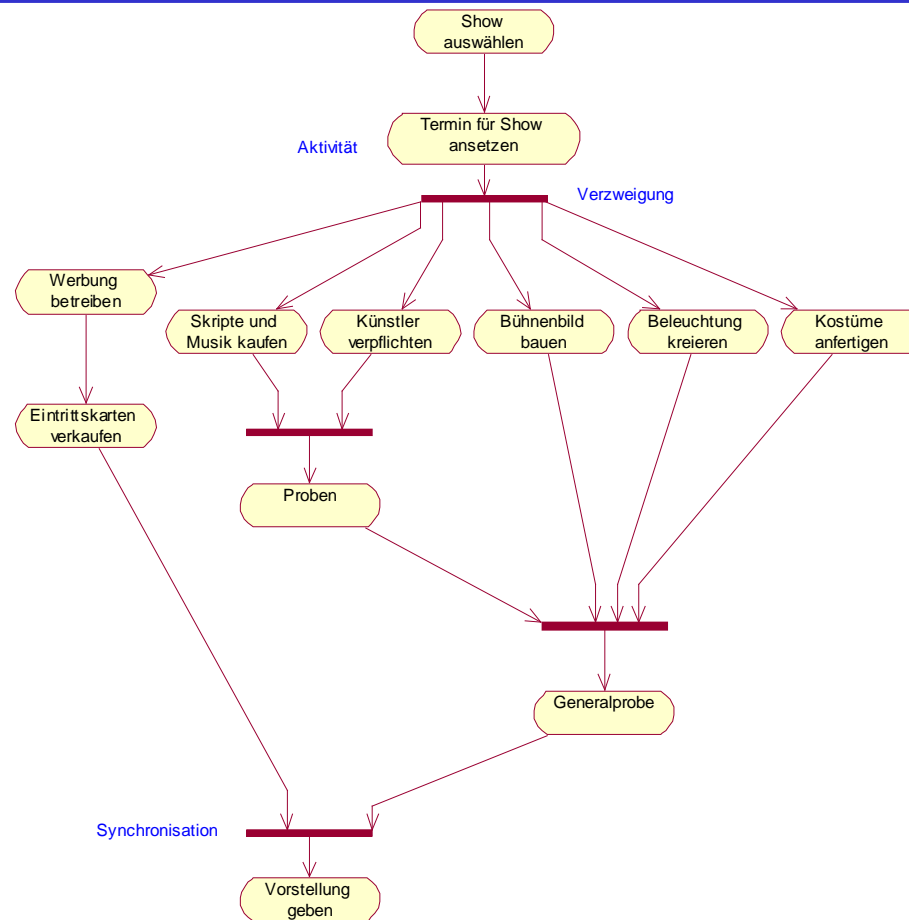 Show
auswählen
Termin für Show
ansetzen
Aktivität
Verzweigung
Werbung
betreiben
Skripte und
Musik kaufen
Künstler
verpflichten
Bühnenbild
bauen
Beleuchtung
kreieren
Kostüme
anfertigen
Eintrittskarten
verkaufen
Proben
Generalprobe
Synchronisation
Vorstellung
geben